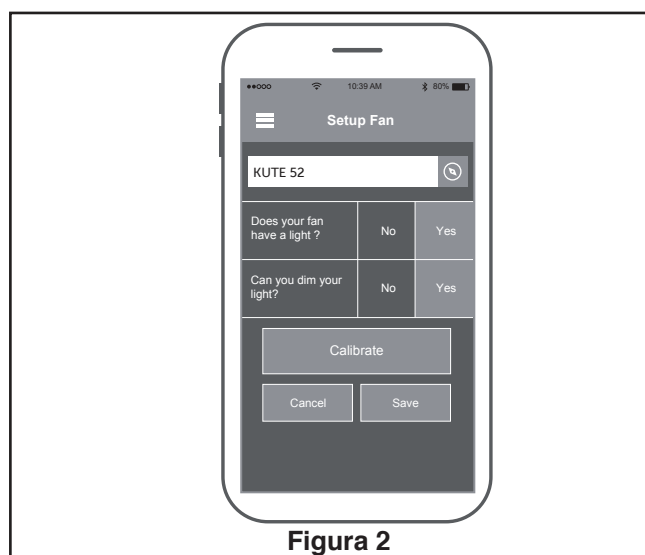 10:39 AM 80%
Setup Fan
KUTE 52
Does your fan
have a light ?
No
Yes
Can you dim your
light?
No
Yes
Calibrate
Cancel
Save
Figura 2